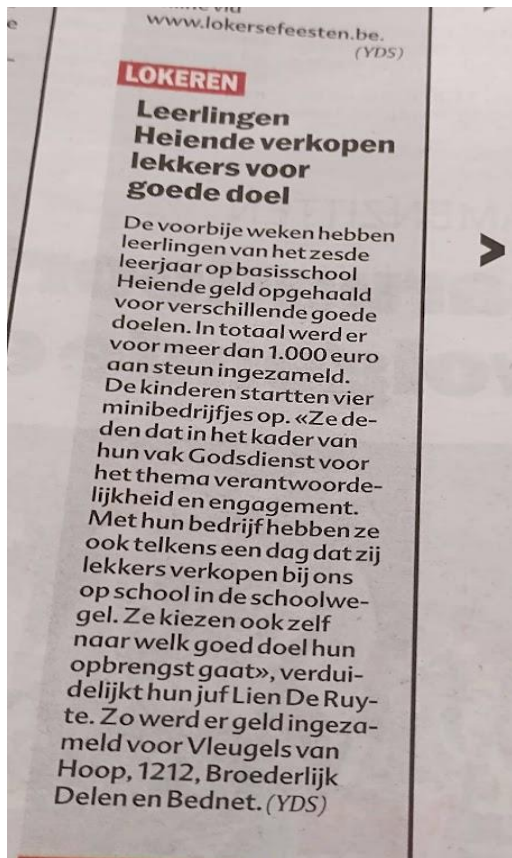 www.lokersefeesten.be.
(YDS)
LOKEREN
Leerlingen
Heiende verkopen
lekkers voor
goede doel
De voorbije weken hebben
leerlingen van het zesde
leerjaar op basisschool
Heiende geld opgehaald
voor verschillende goede
doelen. In totaal werd er
voor meer dan 1.000 euro
aan steun ingezameld.
De kinderen startten vier
minibedrijfjes op. «Ze de-
den dat in het kader van
hun vak Godsdienst voor
het thema verantwoorde-
lijkheid en engagement.
Met hun bedrijf hebben ze
ook telkens een dag dat zij
lekkers verkopen bij ons
op school in de schoolwe-
gel. Ze kiezen ook zelf
naar welk goed doel hun
opbrengst gaat», verdui-
delijkt hun juf Lien De Ruy-
te. Zo werd er geld ingeza-
meld voor Vleugels van
Hoop, 1212, Broederlijk
Delen en Bednet. (YDS)